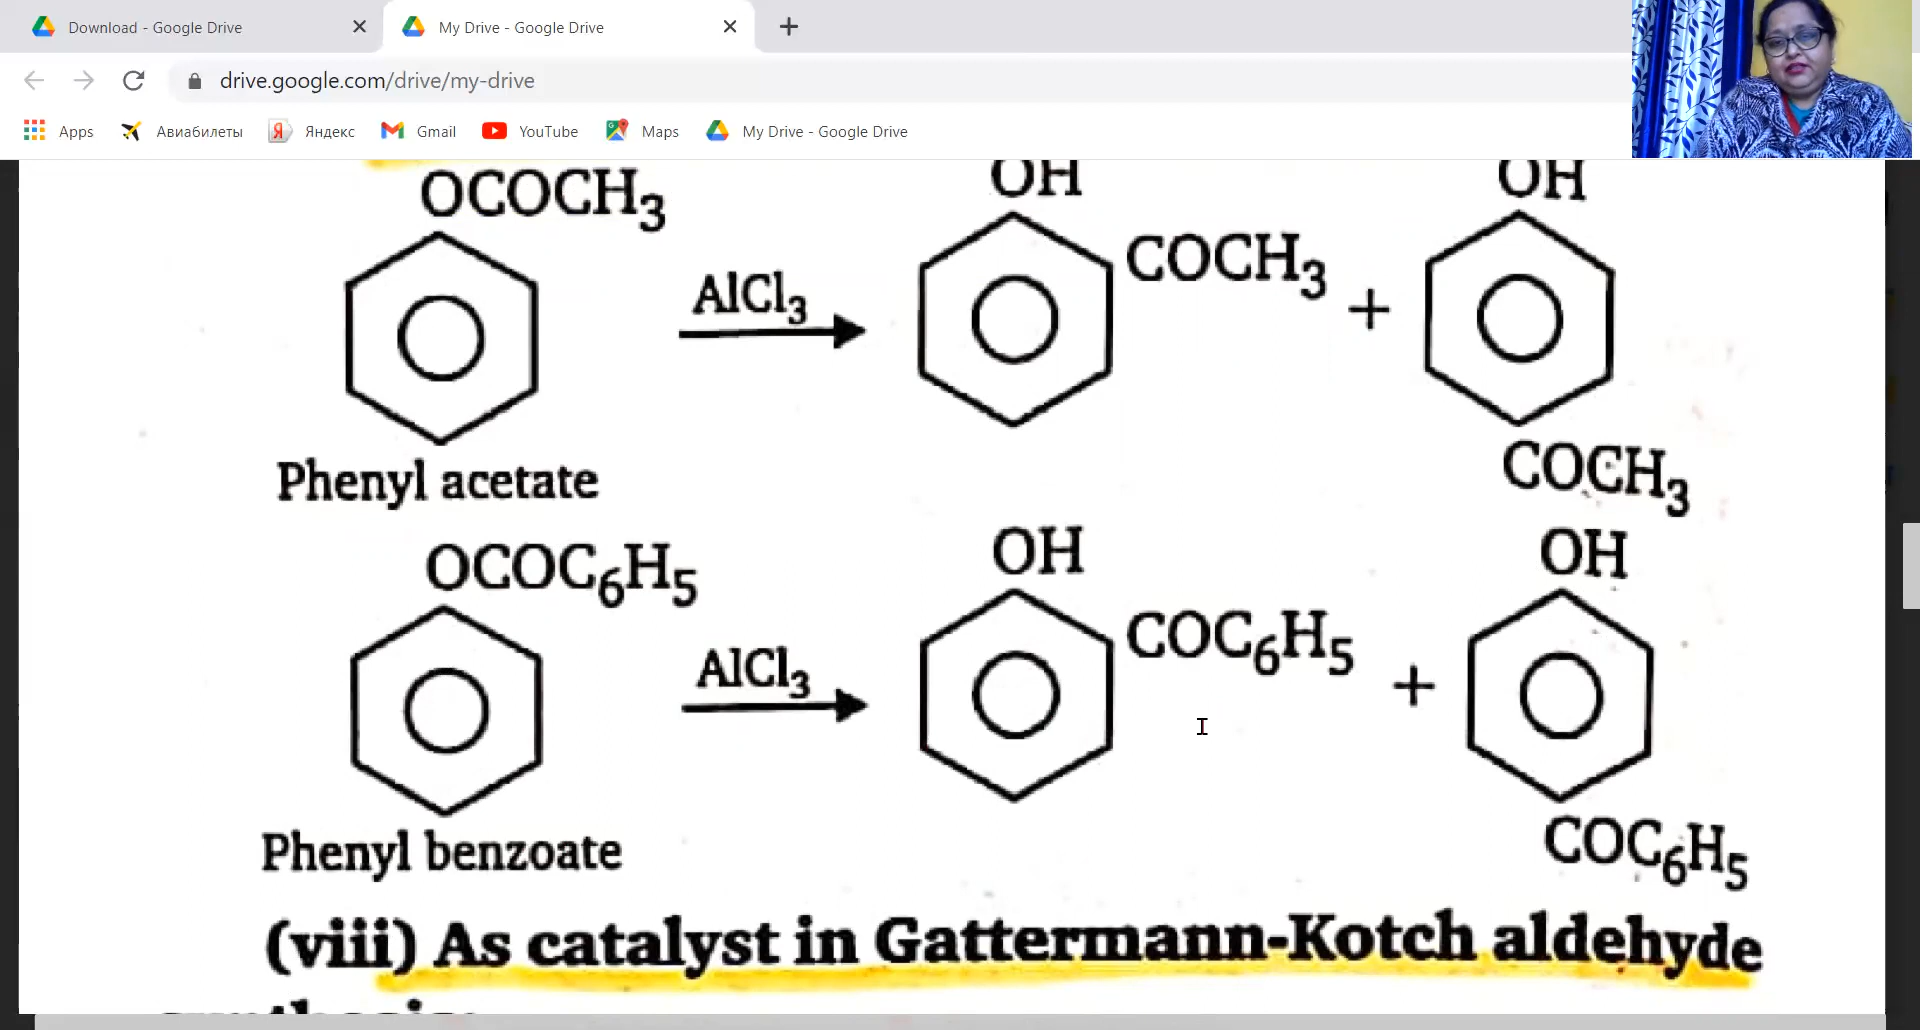 Download - Google Drive
My Drive - Google Drive
drive.google.com/drive/my-drive
Apps
Авиабилеты
Яндекс
Gmail
YouTube
Maps
My Drive - Google Drive
OCOCH3
OH
OH
COCH3
AlCl3
+
COCH3
Phenyl acetate
OCOC6H5
OH
OH
COC6H5
AlCl3
+
COC6H5
Phenyl benzoate
(viii) As catalyst in Gattermann-Kotch aldehyde